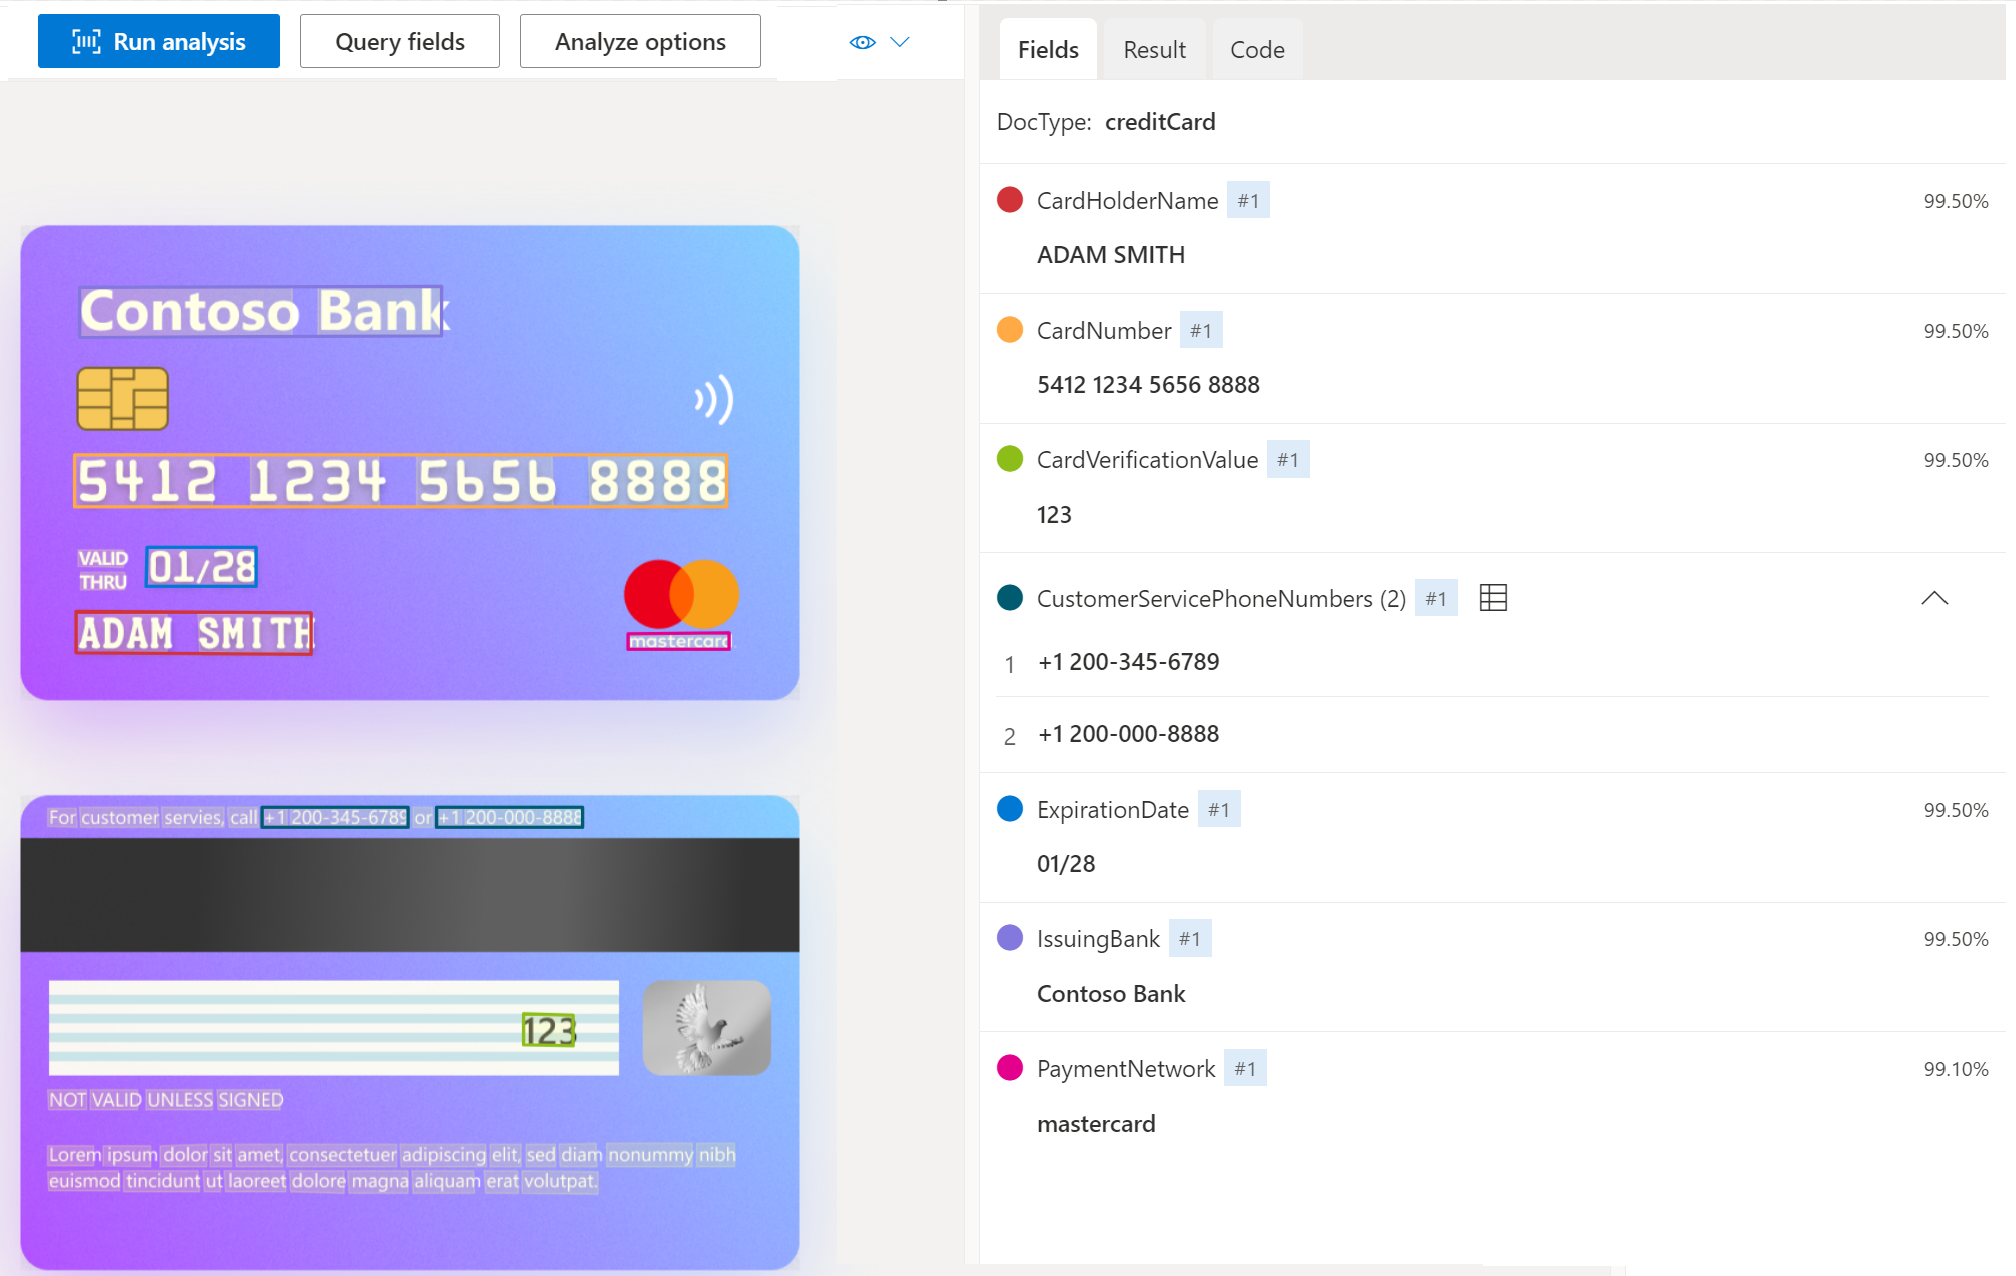 Run analysis
Query fields
Analyze options
Contoso Bank
5412 1234 5656 8888
VALID
THRU
01/28
ADAM SMITH
mastercard
For customer servies, call +1 200-345-6789 or +1 200-000-8888
123
NOT VALID UNLESS SIGNED
Lorem ipsum dolor sit amet, consectetuer adipiscing elit, sed diam nonummy nibh
euismod tincidunt ut laoreet dolore magna aliquam erat volutpat.
Fields
Result
Code
DocType: creditCard
CardHolderName #1 99.50%
ADAM SMITH
CardNumber #1 99.50%
5412 1234 5656 8888
CardVerificationValue #1 99.50%
123
CustomerServicePhoneNumbers (2) #1
1 +1 200-345-6789
2 +1 200-000-8888
ExpirationDate #1 99.50%
01/28
IssuingBank #1 99.50%
Contoso Bank
PaymentNetwork #1 99.10%
mastercard